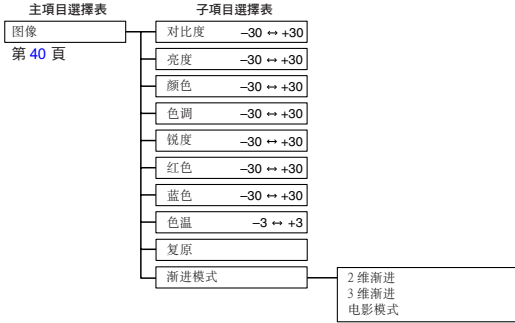 主項目選擇表
子項目選擇表
图像
第 40 頁
对比度 –30 ↔ +30
亮度 –30 ↔ +30
颜色 –30 ↔ +30
色调 –30 ↔ +30
锐度 –30 ↔ +30
红色 –30 ↔ +30
蓝色 –30 ↔ +30
色温 –3 ↔ +3
复原
渐进模式
2 维渐进
3 维渐进
电影模式